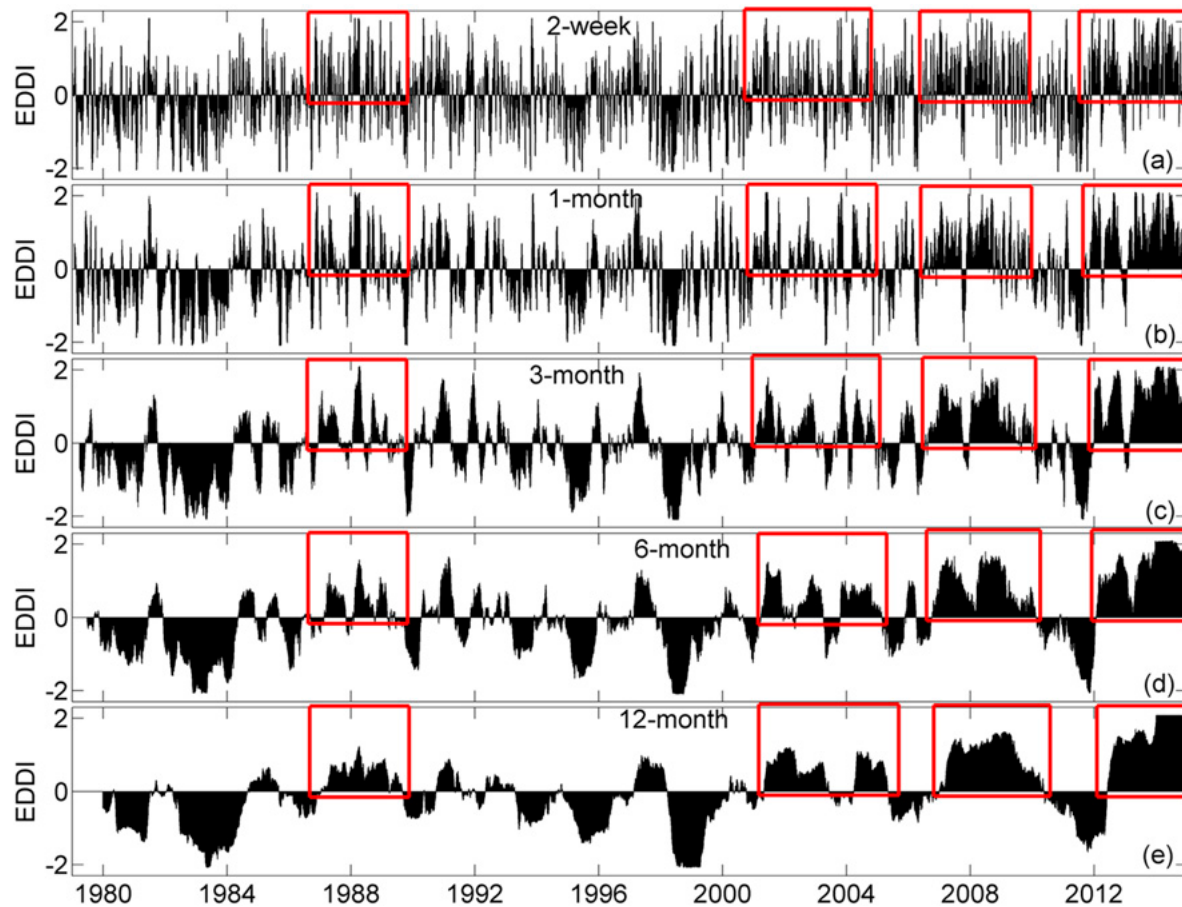 2-week
EDDI
2
0
-2
(a)
1-month
EDDI
2
0
-2
(b)
3-month
EDDI
2
0
-2
(c)
6-month
EDDI
2
0
-2
(d)
12-month
EDDI
2
0
-2
(e)
1980 1984 1988 1992 1996 2000 2004 2008 2012